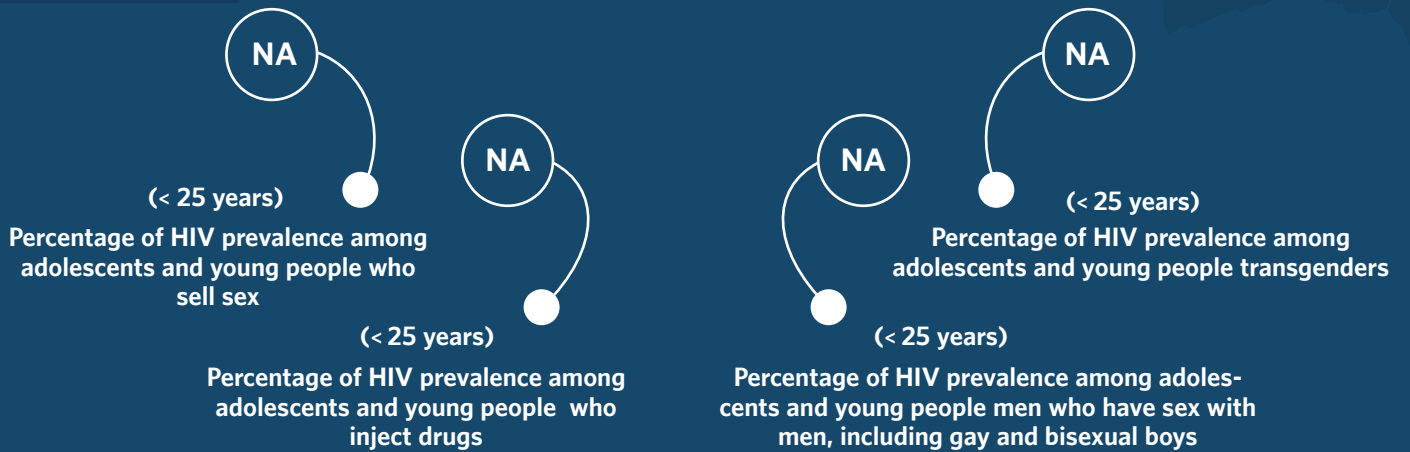 NA
(< 25 years)
Percentage of HIV prevalence among
adolescents and young people who
sell sex
NA
(< 25 years)
Percentage of HIV prevalence among
adolescents and young people who
inject drugs
NA
(< 25 years)
Percentage of HIV prevalence among adoles-
cents and young people men who have sex with
men, including gay and bisexual boys
NA
(< 25 years)
Percentage of HIV prevalence among
adolescents and young people transgenders